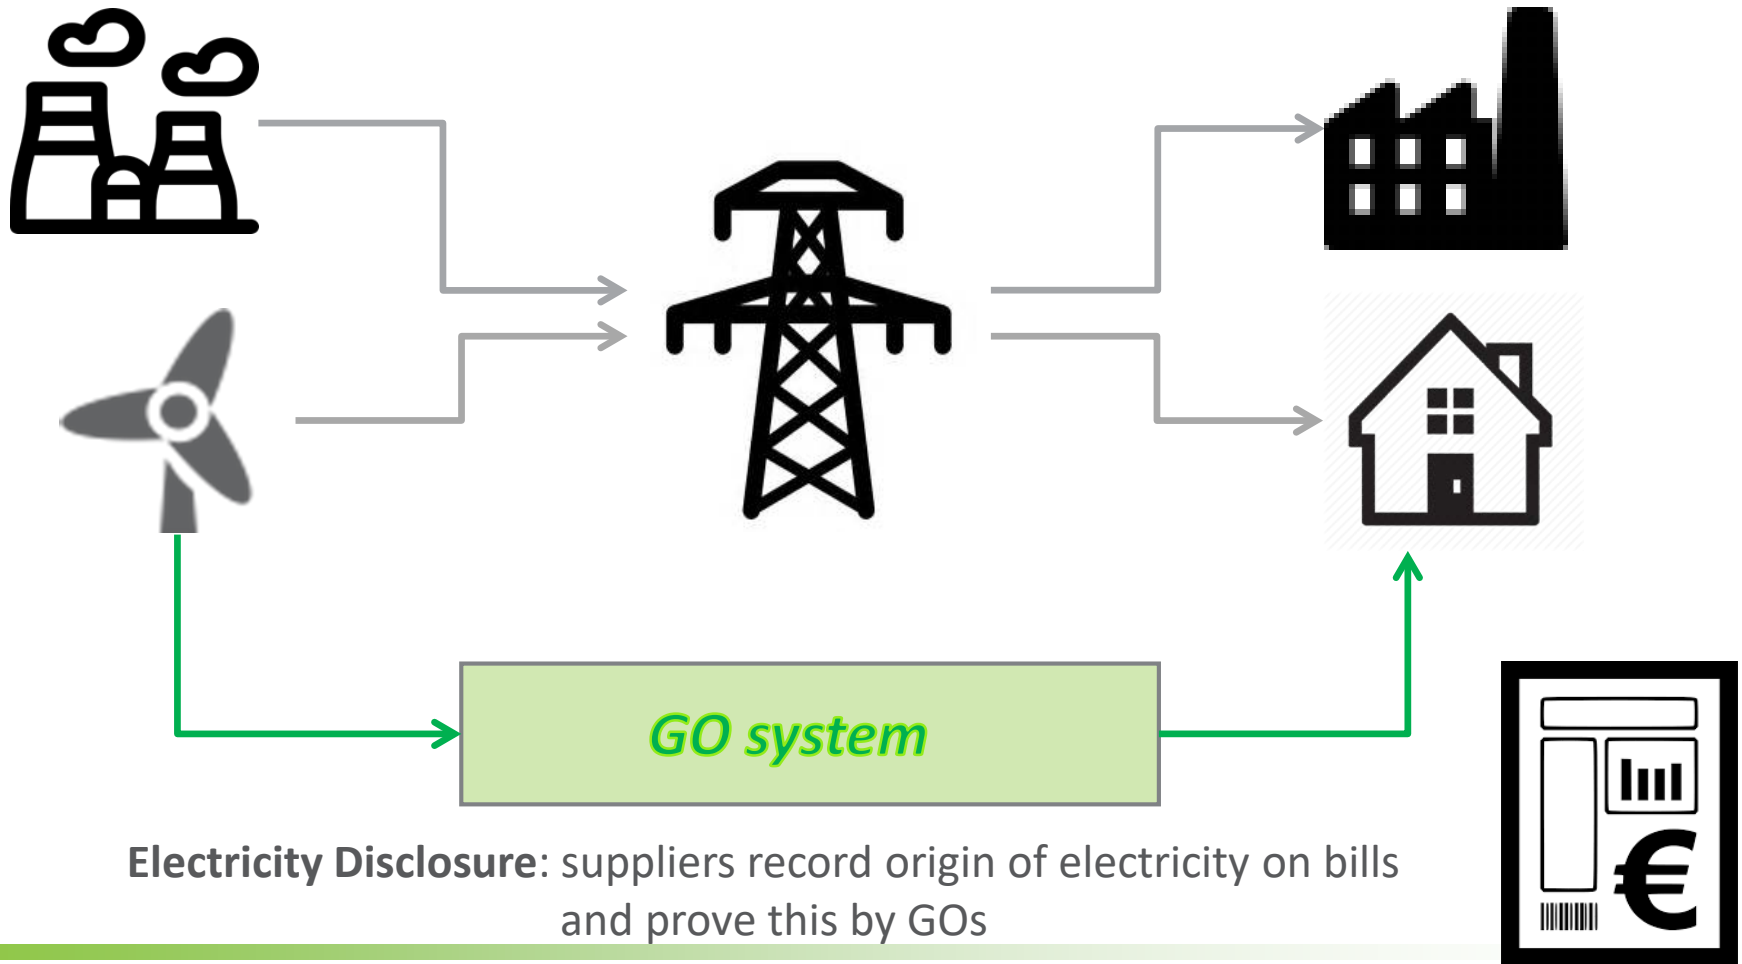 GO system
Electricity Disclosure: suppliers record origin of electricity on bills
and prove this by GOs
€